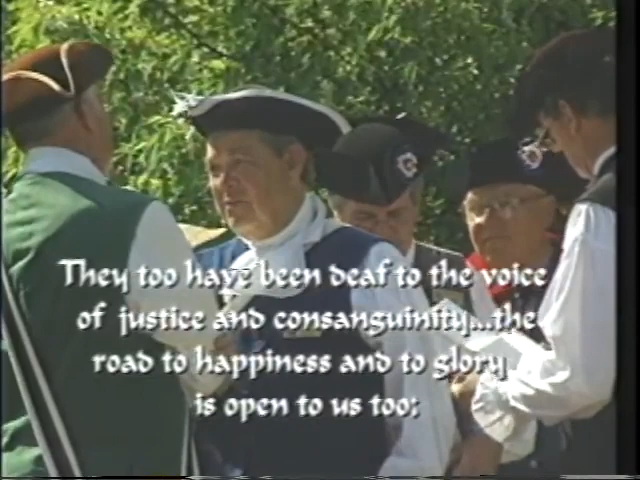 They too have been deaf to the voice
of justice and consanguinity...the
road to happiness and to glory
is open to us too;